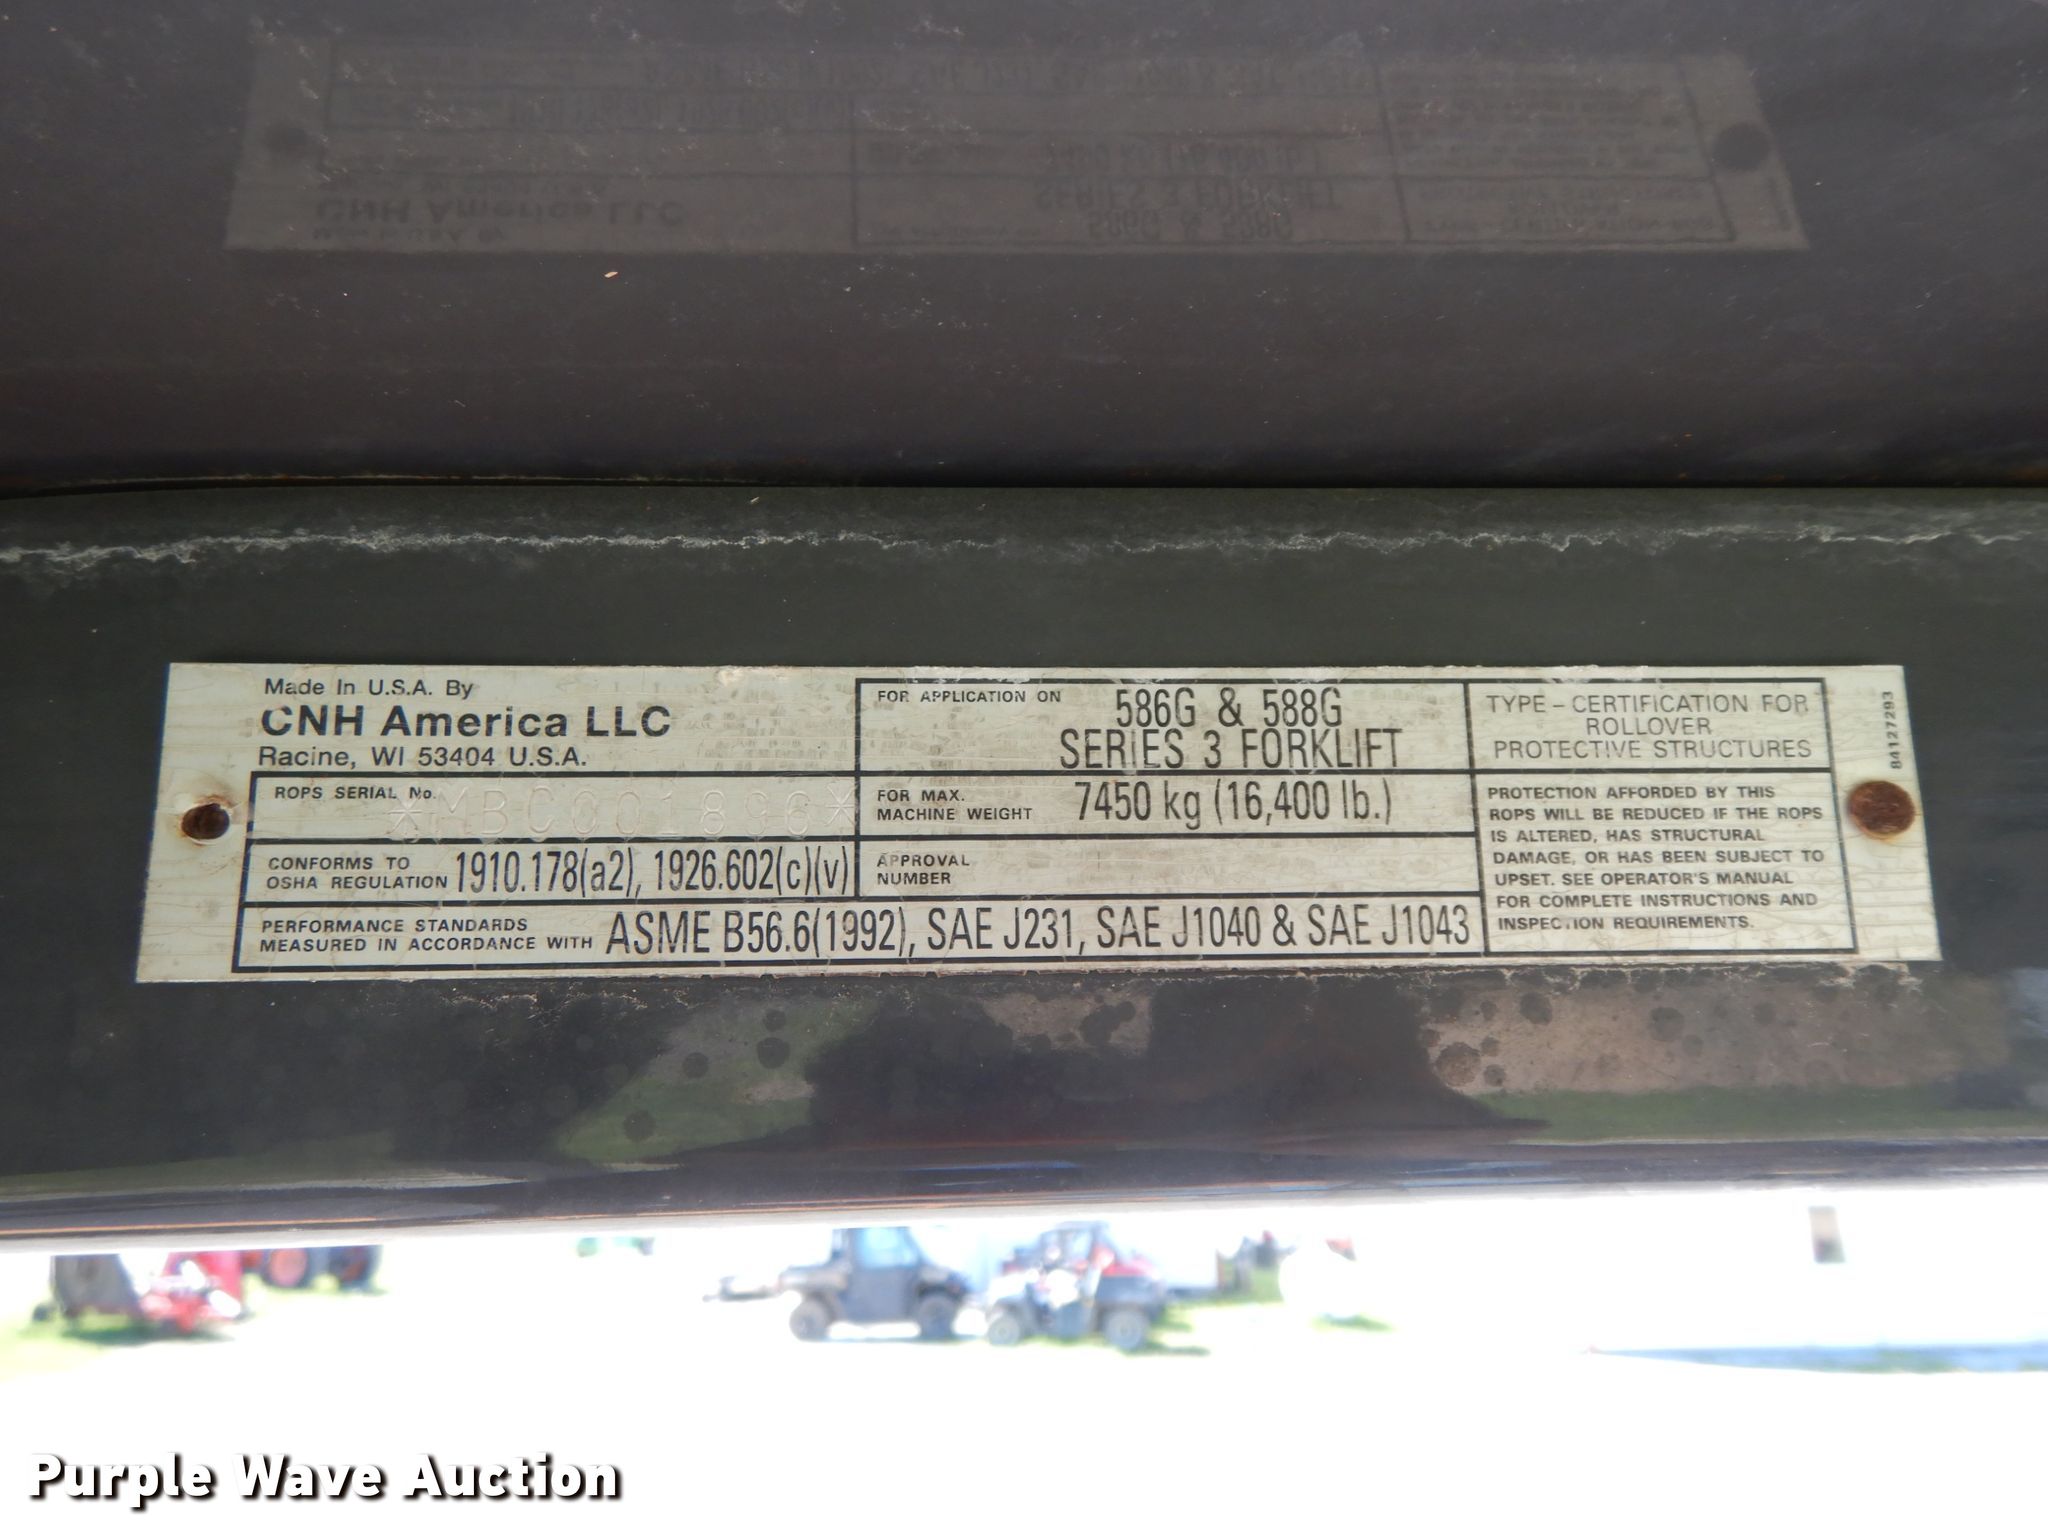 Made In U.S.A. By
CNH America LLC
Racine, WI 53404 U.S.A.
ROPS SERIAL No.
*MBC001896*
CONFORMS TO
OSHA REGULATION 1910.178(a2), 1926.602(c)(v)
PERFORMANCE STANDARDS
MEASURED IN ACCORDANCE WITH ASME B56.6(1992), SAE J231, SAE J1040 & SAE J1043
FOR APPLICATION ON 586G & 588G
SERIES 3 FORKLIFT
FOR MAX.
MACHINE WEIGHT 7450 kg (16,400 lb.)
APPROVAL
NUMBER
TYPE – CERTIFICATION FOR
ROLLOVER
PROTECTIVE STRUCTURES
PROTECTION AFFORDED BY THIS
ROPS WILL BE REDUCED IF THE ROPS
IS ALTERED, HAS STRUCTURAL
DAMAGE, OR HAS BEEN SUBJECT TO
UPSET. SEE OPERATOR'S MANUAL
FOR COMPLETE INSTRUCTIONS AND
INSPECTION REQUIREMENTS.
84127293
Purple Wave Auction